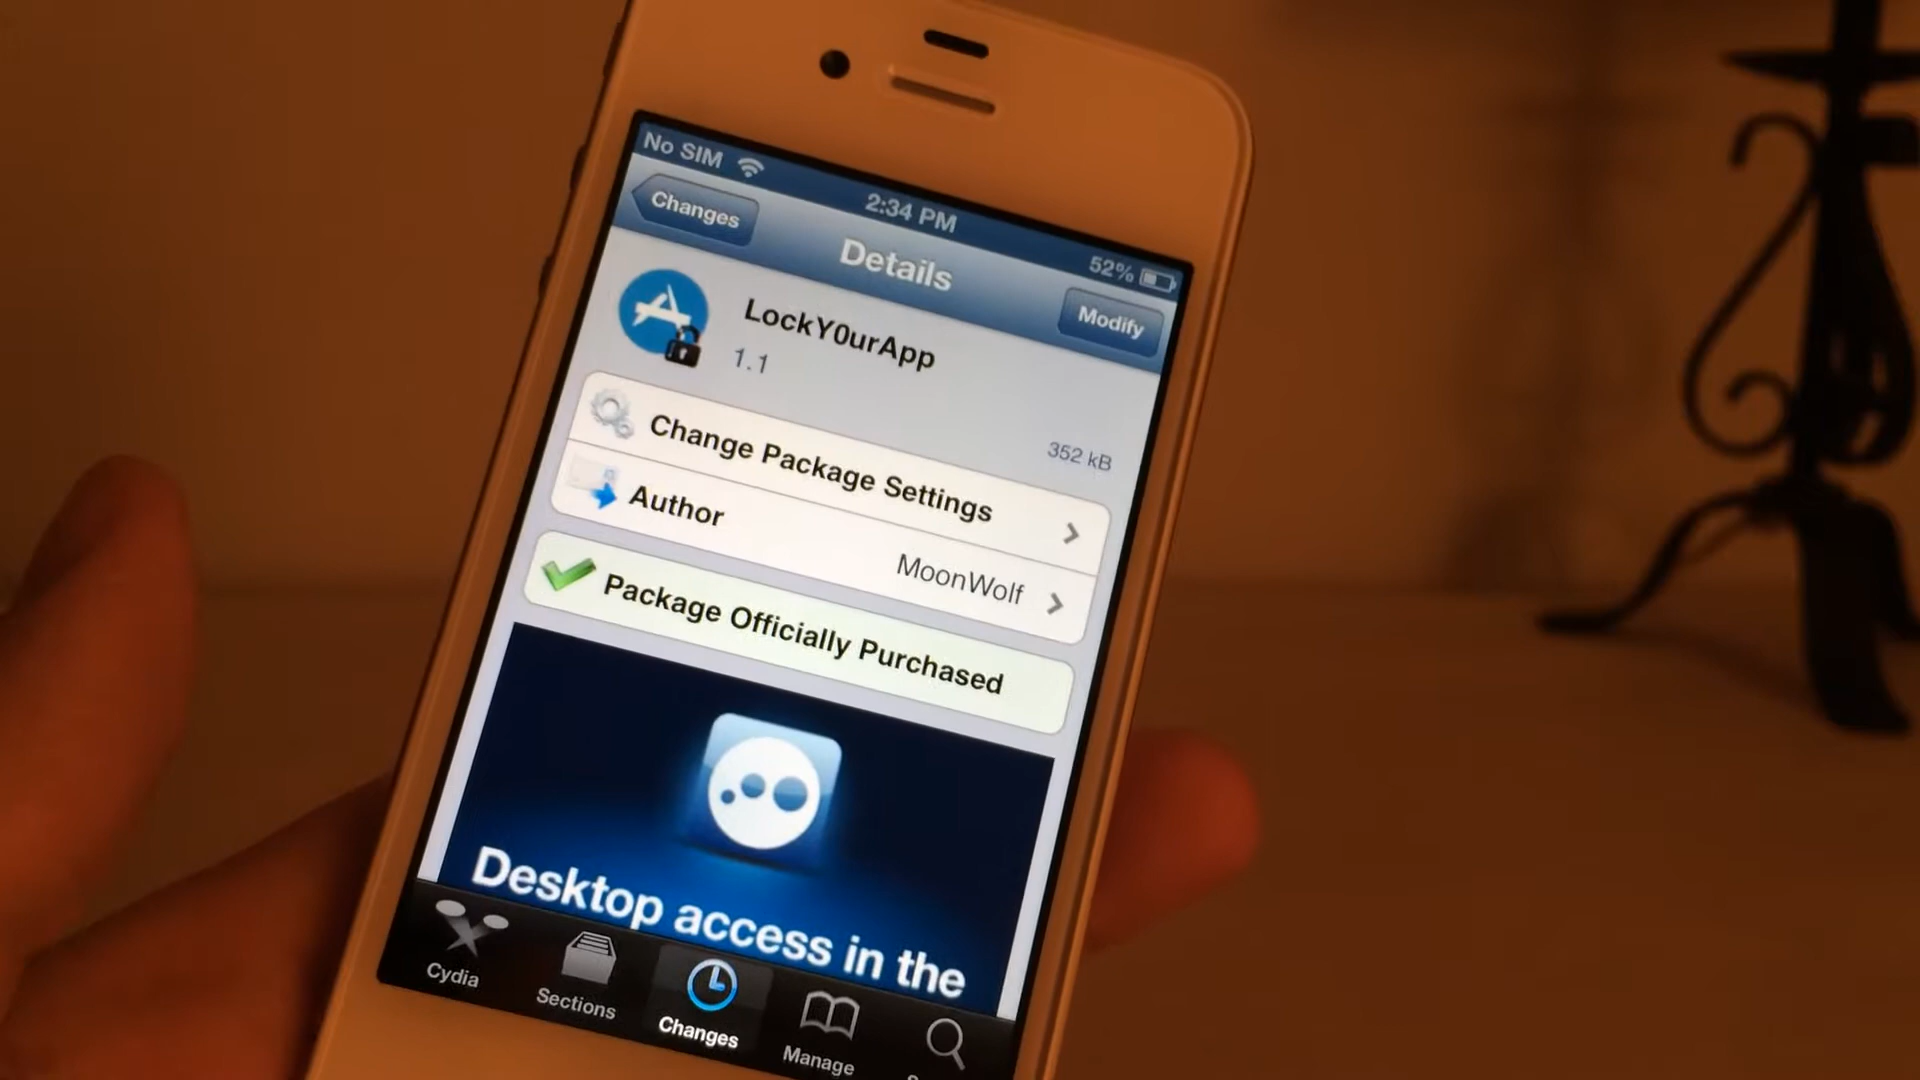 No SIM
2:34 PM
52%
Changes
Details
Modify
LockY0urApp
1.1
352 kB
Change Package Settings
Author
MoonWolf
Package Officially Purchased
Desktop access in the
Cydia
Sections
Changes
Manage